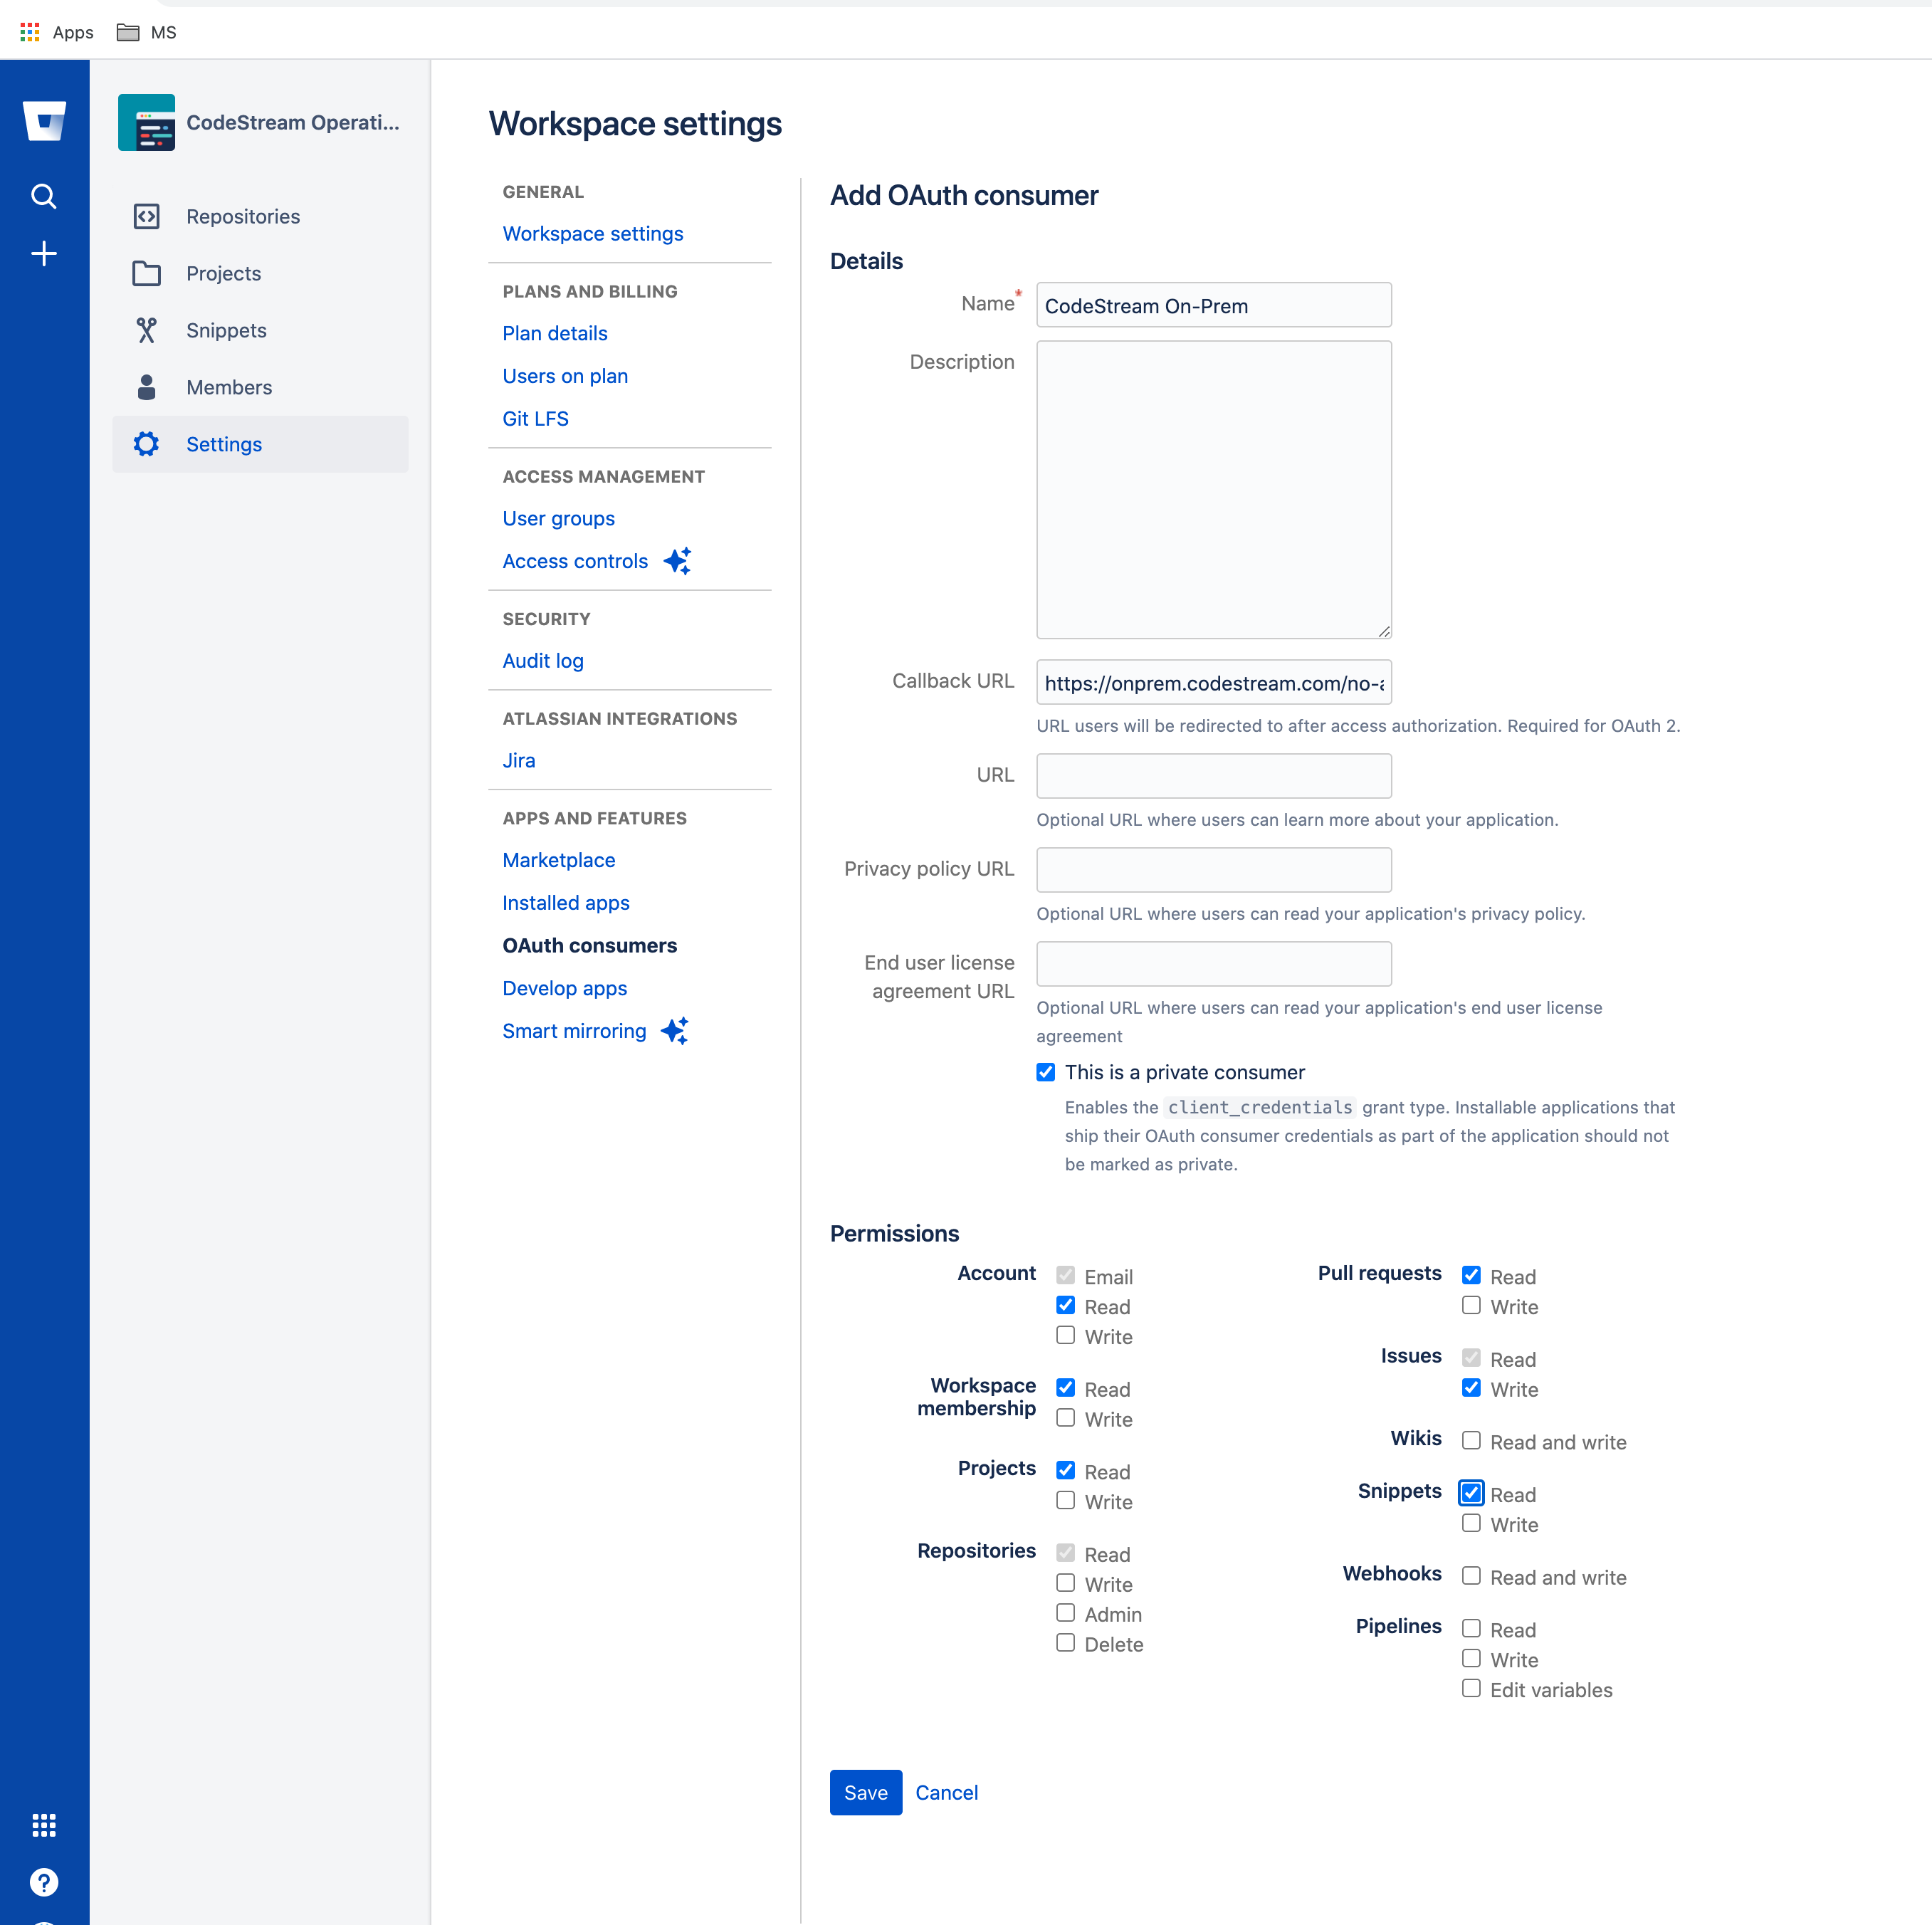 Apps MS
CodeStream Operati...
Repositories
Projects
Snippets
Members
Settings
Workspace settings
GENERAL
Workspace settings
PLANS AND BILLING
Plan details
Users on plan
Git LFS
ACCESS MANAGEMENT
User groups
Access controls
SECURITY
Audit log
ATLASSIAN INTEGRATIONS
Jira
APPS AND FEATURES
Marketplace
Installed apps
OAuth consumers
Develop apps
Smart mirroring
Add OAuth consumer
Details
Name* CodeStream On-Prem
Description
Callback URL https://onprem.codestream.com/no-a
URL users will be redirected to after access authorization. Required for OAuth 2.
URL
Optional URL where users can learn more about your application.
Privacy policy URL
Optional URL where users can read your application's privacy policy.
End user license
agreement URL
Optional URL where users can read your application's end user license
agreement
This is a private consumer
Enables the client_credentials grant type. Installable applications that
ship their OAuth consumer credentials as part of the application should not
be marked as private.
Permissions
Account Email
Read
Write
Workspace
membership
Read
Write
Projects Read
Write
Repositories Read
Write
Admin
Delete
Pull requests Read
Write
Issues Read
Write
Wikis Read and write
Snippets Read
Write
Webhooks Read and write
Pipelines Read
Write
Edit variables
Save Cancel